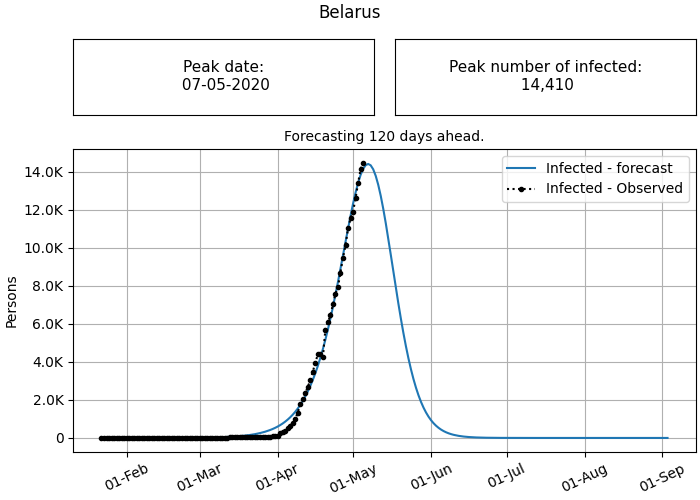 Belarus
Peak date:
07-05-2020
Peak number of infected:
14,410
Forecasting 120 days ahead.
Infected - forecast
Infected - Observed
Persons
14.0K
12.0K
10.0K
8.0K
6.0K
4.0K
2.0K
0
01-Feb
01-Mar
01-Apr
01-May
01-Jun
01-Jul
01-Aug
01-Sep